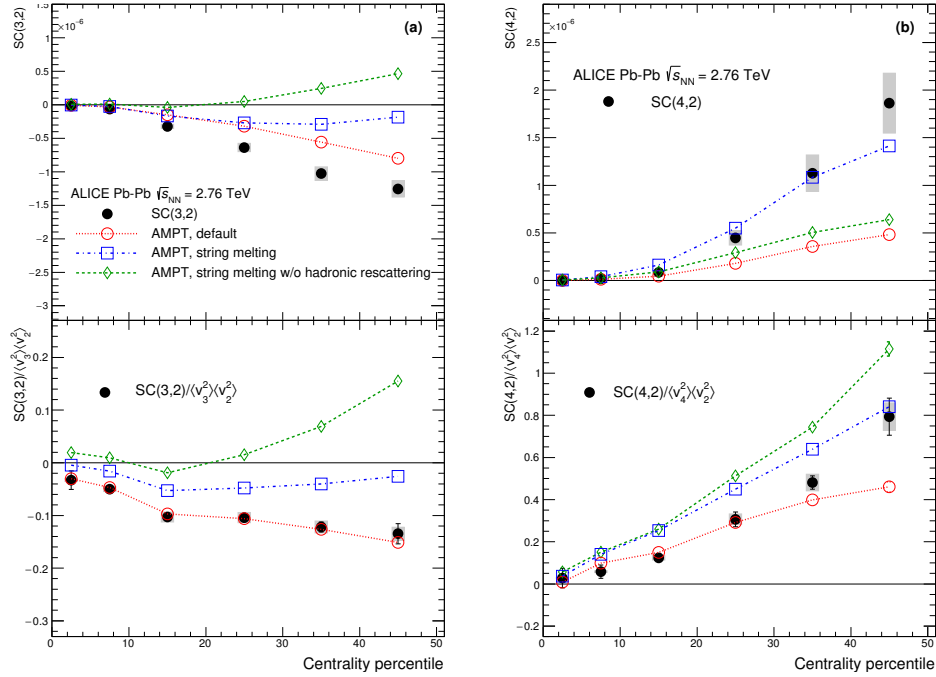 SC(3,2)
×10⁻⁶
(a)
1.5
1
0.5
0
−0.5
−1
−1.5
−2
−2.5
−3
ALICE Pb-Pb √sNN = 2.76 TeV
SC(3,2)
AMPT, default
AMPT, string melting
AMPT, string melting w/o hadronic rescattering
SC(3,2)/⟨v₃²⟩⟨v₂²⟩
0.2
0.1
0
−0.1
−0.2
−0.3
SC(3,2)/⟨v₃²⟩⟨v₂²⟩
0 10 20 30 40 50
Centrality percentile
SC(4,2)
×10⁻⁶
(b)
2.5
2
1.5
1
0.5
0
ALICE Pb-Pb √sNN = 2.76 TeV
SC(4,2)
SC(4,2)/⟨v₄²⟩⟨v₂²⟩
1.2
1
0.8
0.6
0.4
0.2
0
SC(4,2)/⟨v₄²⟩⟨v₂²⟩
0 10 20 30 40 50
Centrality percentile